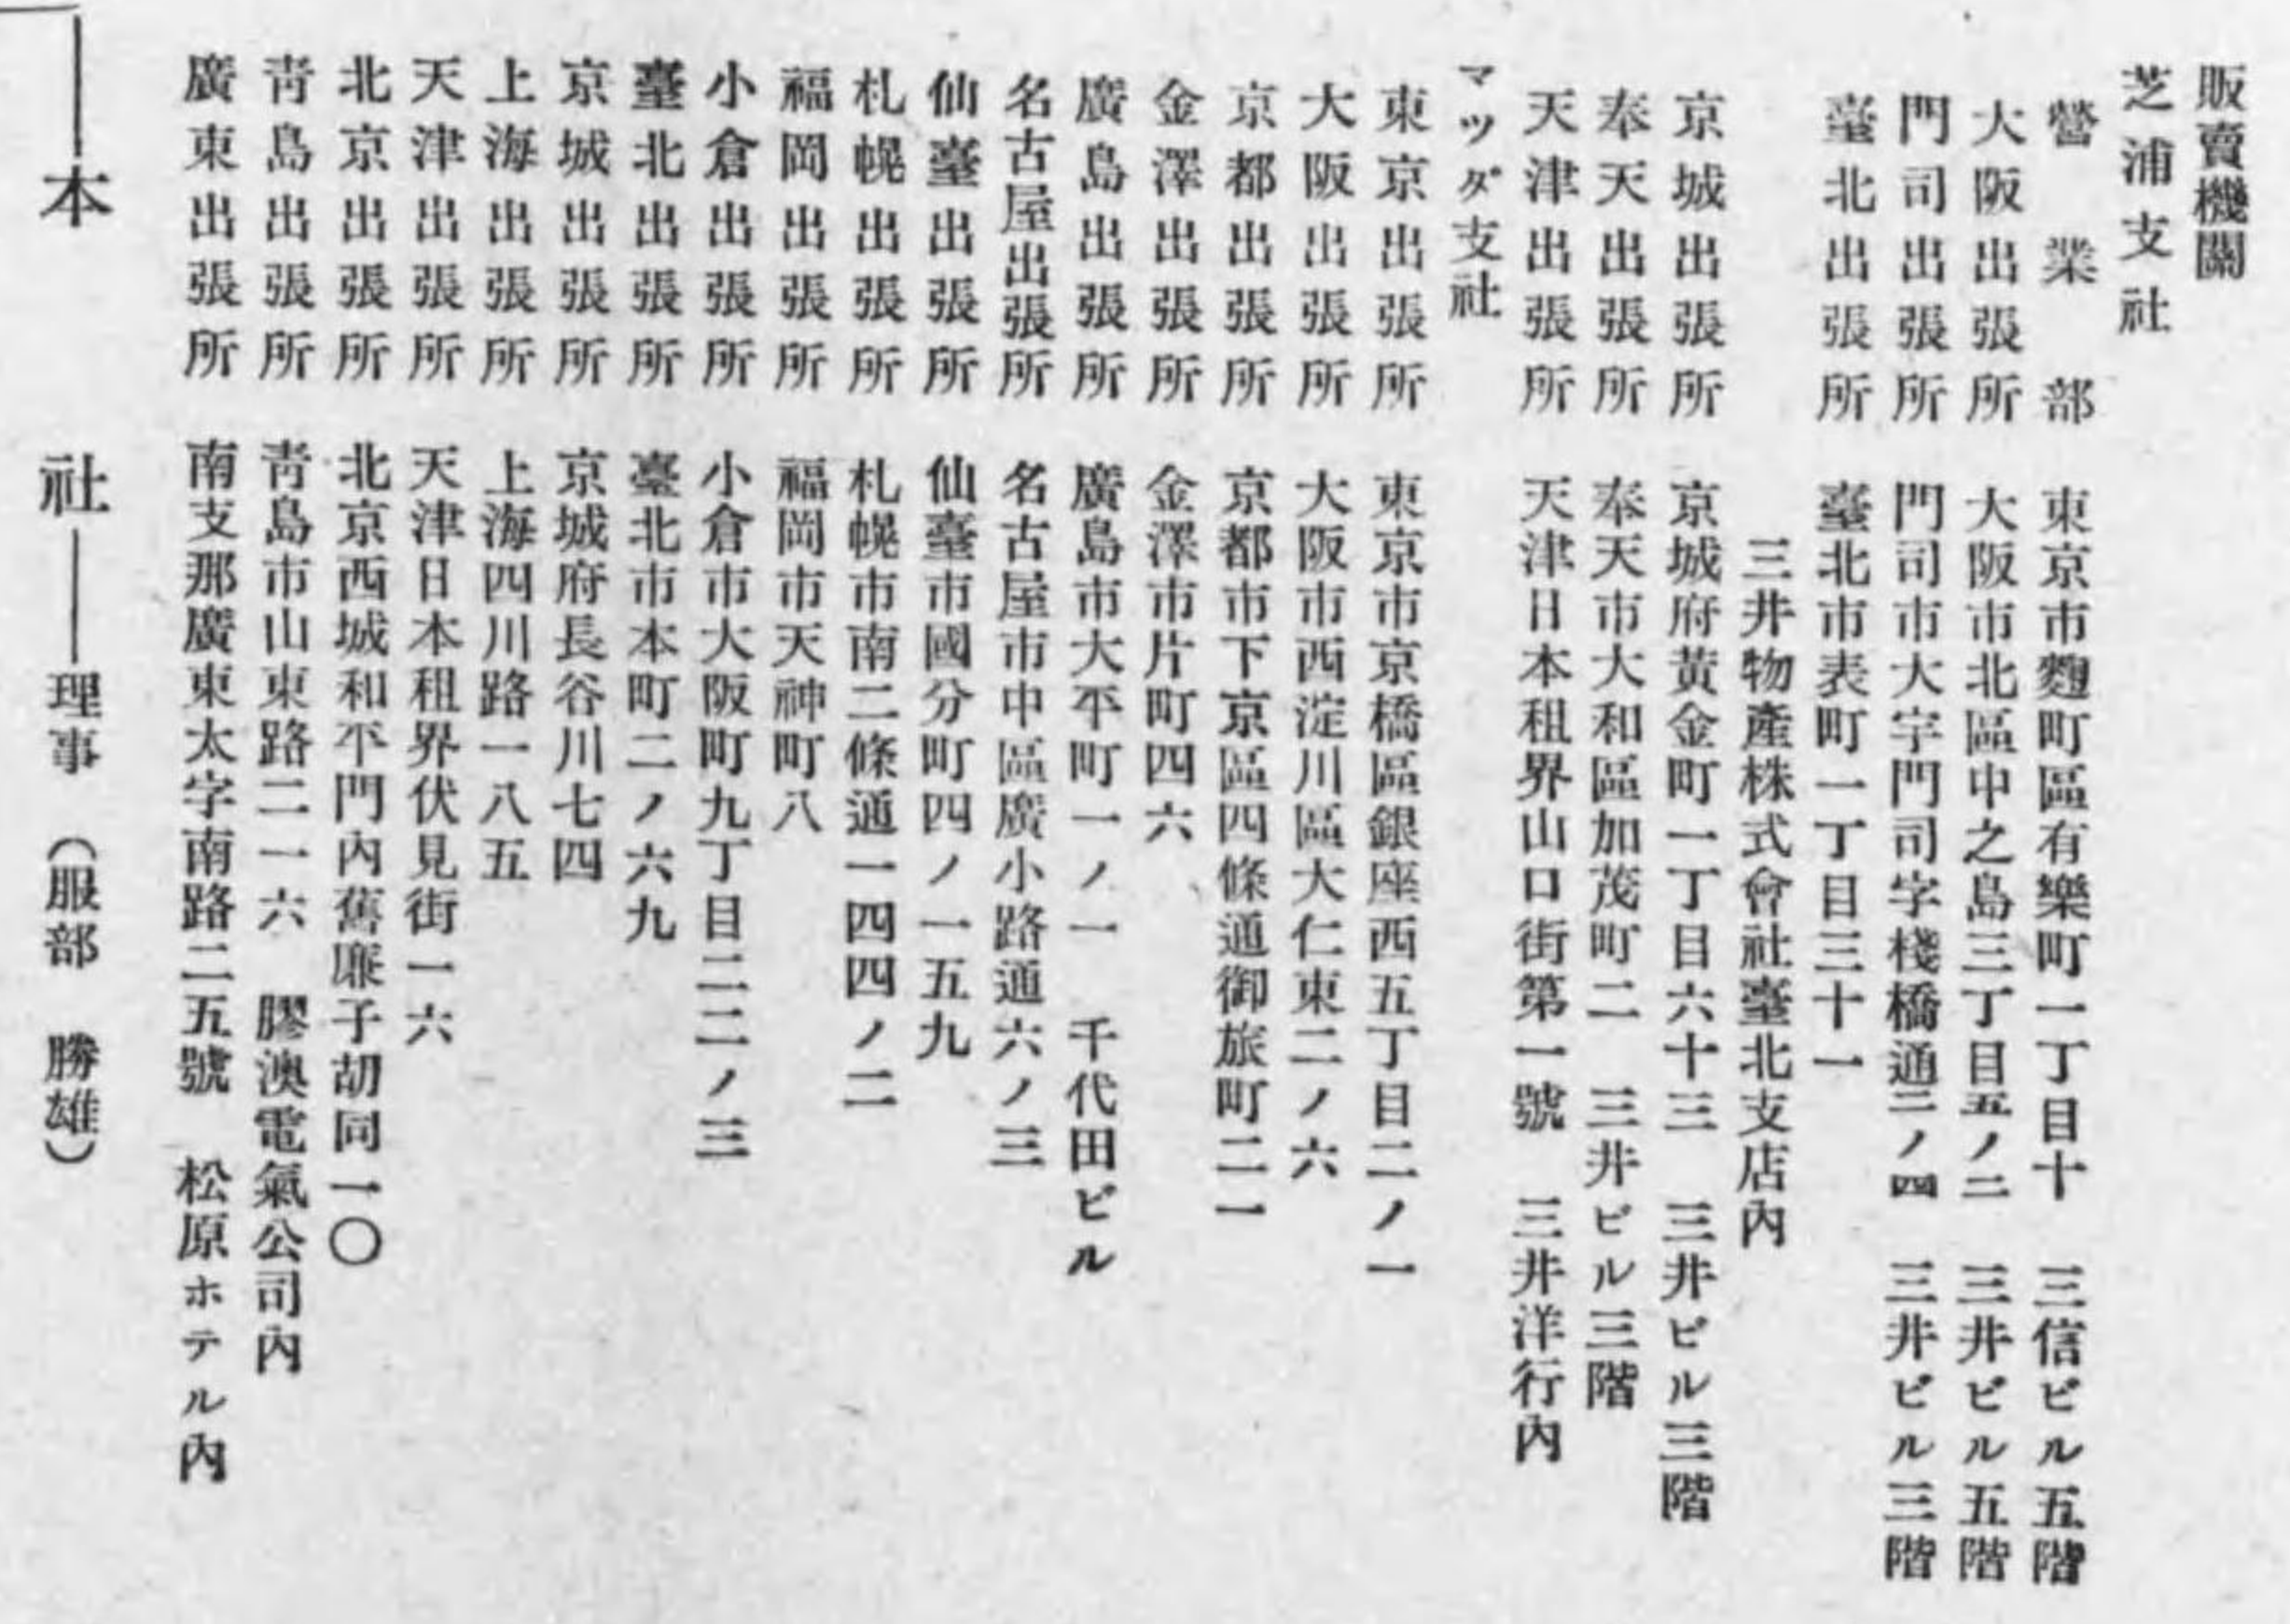 販賣機關
芝浦支社
營業部　東京市麴町區有樂町一丁目十　三信ビル五階
大阪出張所　大阪市北區中之島三丁目五ノ二　三井ビル五階
門司出張所　門司市大字門司字棧橋通三ノ四　三井ビル三階
臺北出張所　臺北市表町一丁目三十一
三井物產株式會社臺北支店內
京城出張所　京城府黃金町一丁目六十三　三井ビル三階
奉天出張所　奉天市大和區加茂町二　三井ビル三階
天津出張所　天津日本租界山口街第一號　三井洋行內
マツダ支社
東京出張所　東京市京橋區銀座西五丁目二ノ一
大阪出張所　大阪市西淀川區大仁東二ノ六
京都出張所　京都市下京區四條通御旅町二一
金澤出張所　金澤市片町四六
廣島出張所　廣島市大平町一ノ一　千代田ビル
名古屋出張所　名古屋市中區廣小路通六ノ三
仙臺出張所　仙臺市國分町四ノ一五九
札幌出張所　札幌市南二條通一四四ノ二
福岡出張所　福岡市天神町八
小倉出張所　小倉市大阪町九丁目二二ノ三
臺北出張所　臺北市本町二ノ六九
京城出張所　京城府長谷川七四
上海出張所　上海四川路一八五
天津出張所　天津日本租界伏見街一六
北京出張所　北京西城和平門內舊廉子胡同一〇
靑島出張所　靑島市山東路二一六　膠澳電氣公司內
廣東出張所　南支那廣東太字南路二五號　松原ホテル內
本社　理事　（服部　勝雄）